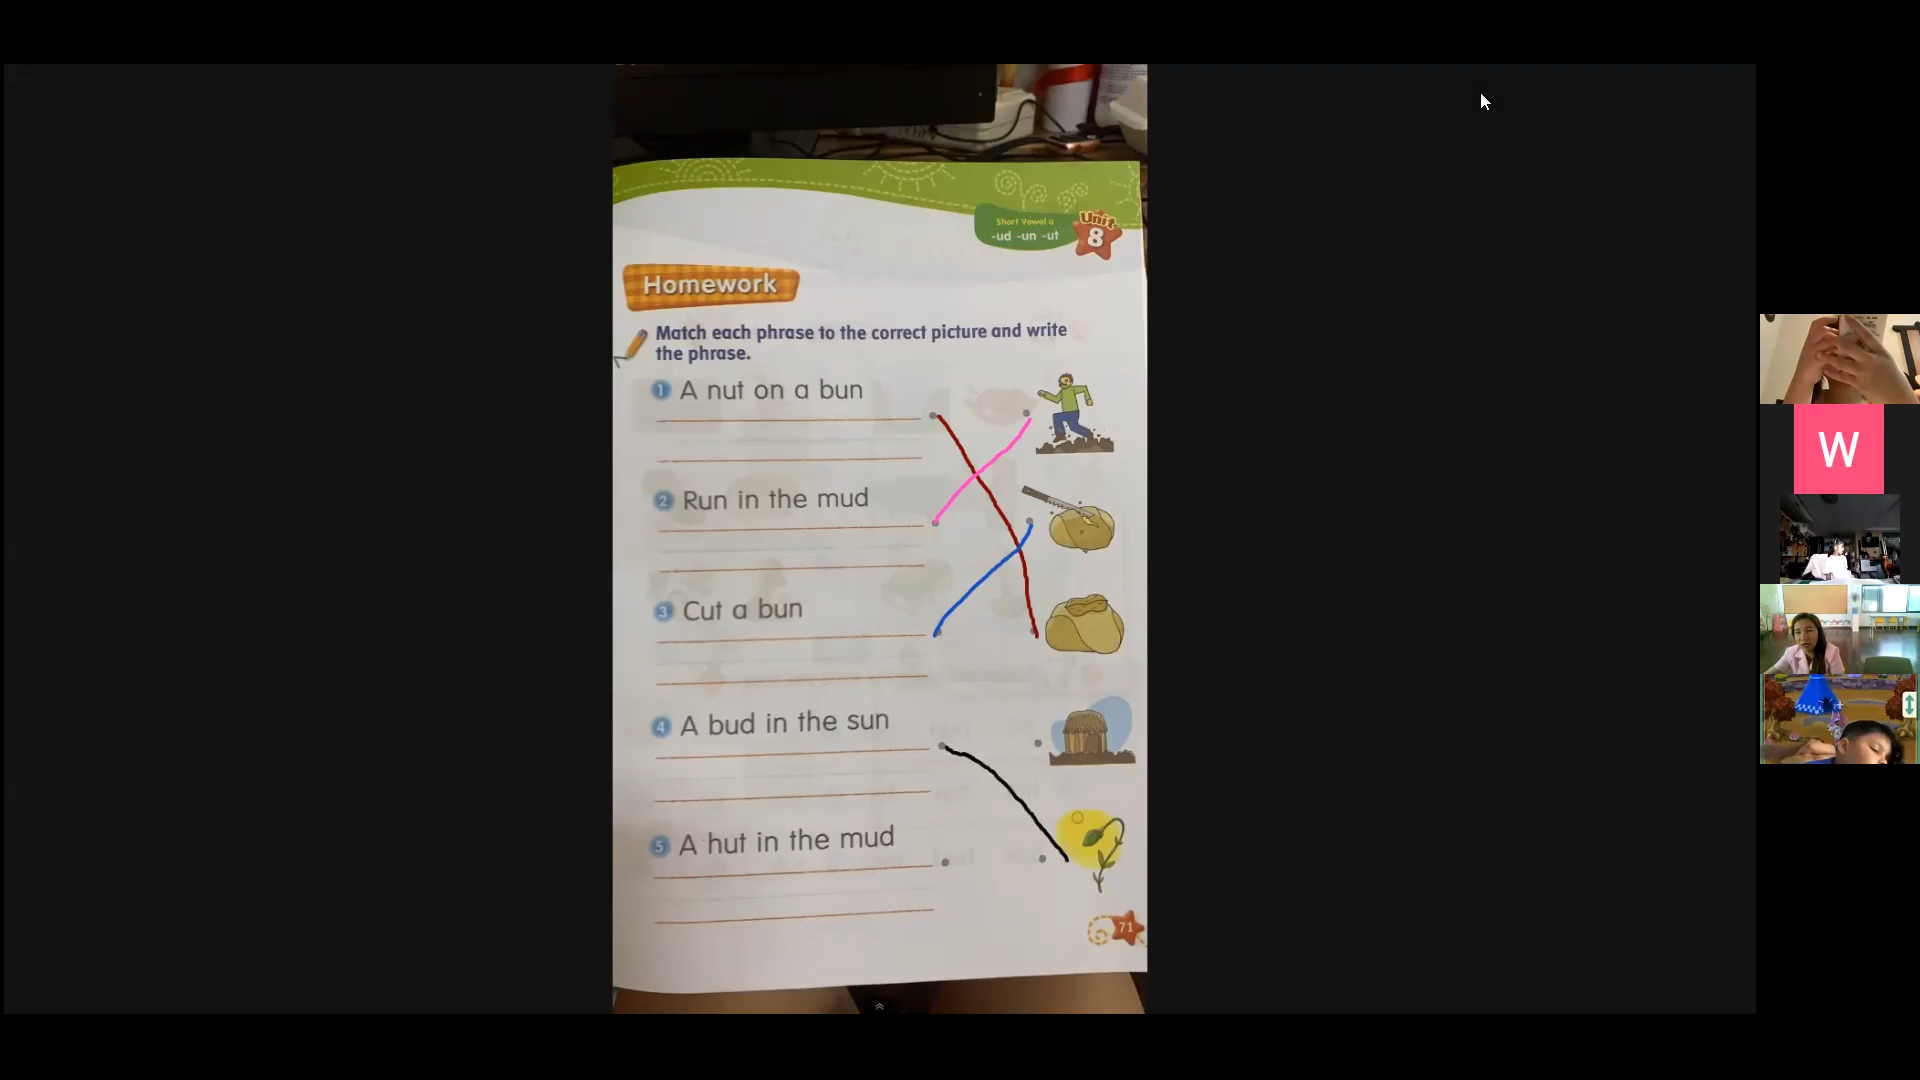 Short Vowel u
-ud -un -ut
Unit
8
Homework
Match each phrase to the correct picture and write
the phrase.
1 A nut on a bun
2 Run in the mud
3 Cut a bun
4 A bud in the sun
5 A hut in the mud
71
W